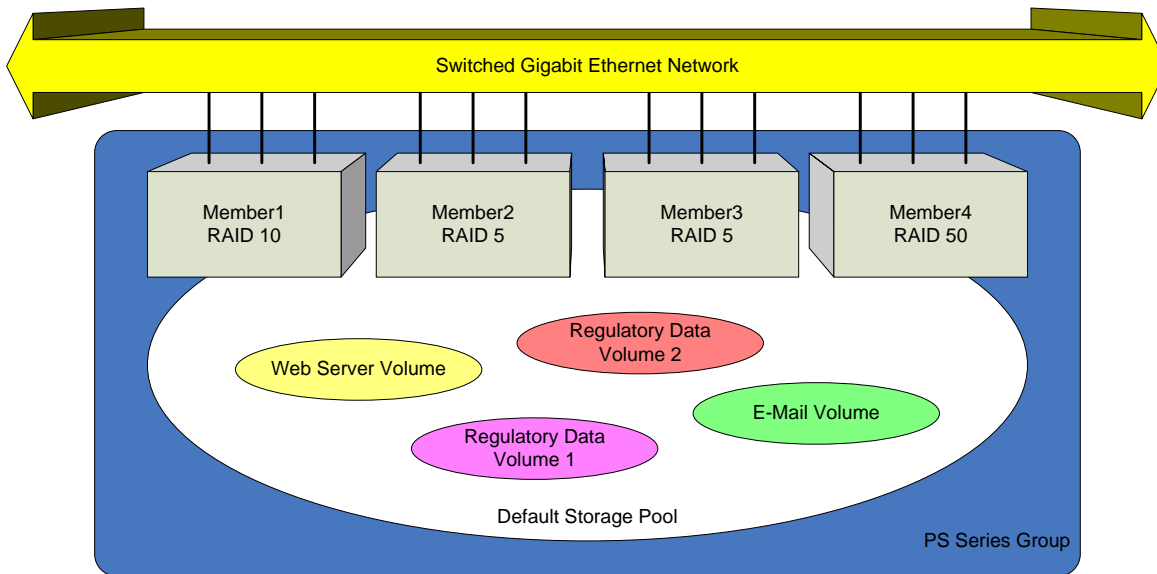 Switched Gigabit Ethernet Network
Member1
RAID 10
Member2
RAID 5
Member3
RAID 5
Member4
RAID 50
Regulatory Data
Volume 2
Web Server Volume
E-Mail Volume
Regulatory Data
Volume 1
Default Storage Pool
PS Series Group